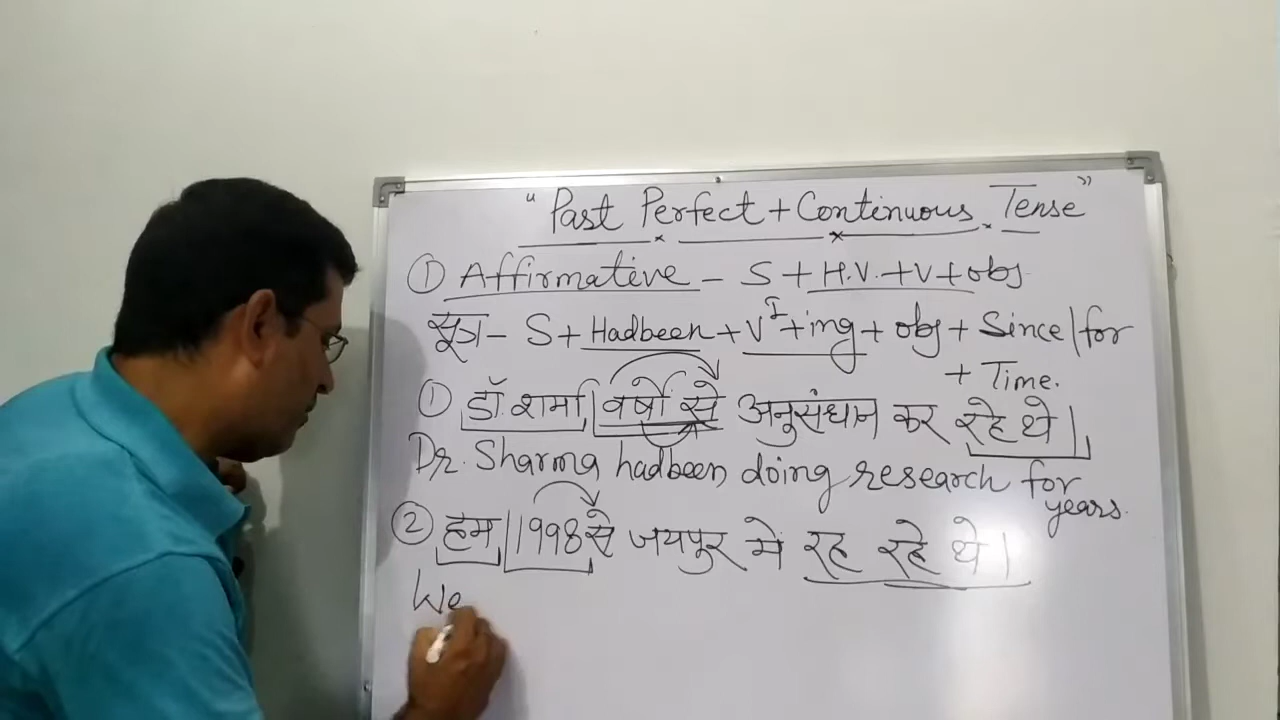 "Past Perfect + Continuous Tense"
① Affirmative - S + H.V. + V + obj
सूत्र - S + Hadbeen + V^I + ing + obj + Since/for
+ Time.
① डॉ. शर्मा वर्षों से अनुसंधान कर रहे थे।
Dr. Sharma hadbeen doing research for
years.
② हम 1998 से जयपुर में रह रहे थे।
We